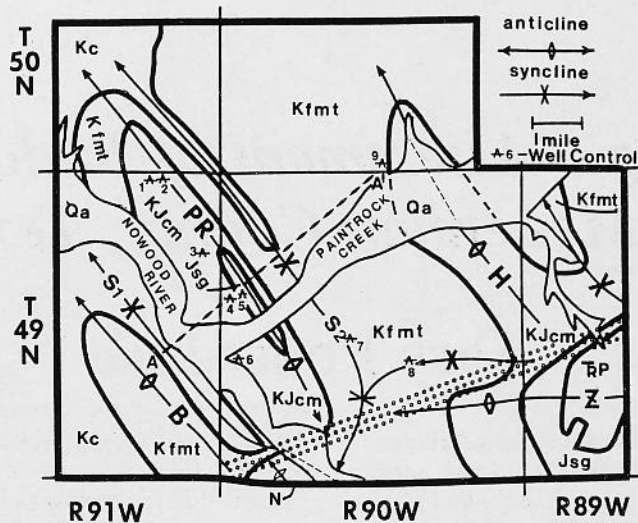 T
50
N
T
49
N
Kc
Kfmt
Kfmt
anticline
syncline
1mile
6-Well Control
9
A'
1
2
Qa
KJcm
PR
NOWOOD
RIVER
3
Jsg
4
5
Qa
PAINTROCK
CREEK
H
Kfmt
S1
A
B
Kc
Kfmt
6
S2
7
Kfmt
8
KJcm
KJcm
TRP
Z
Jsg
N
R91W
R90W
R89W